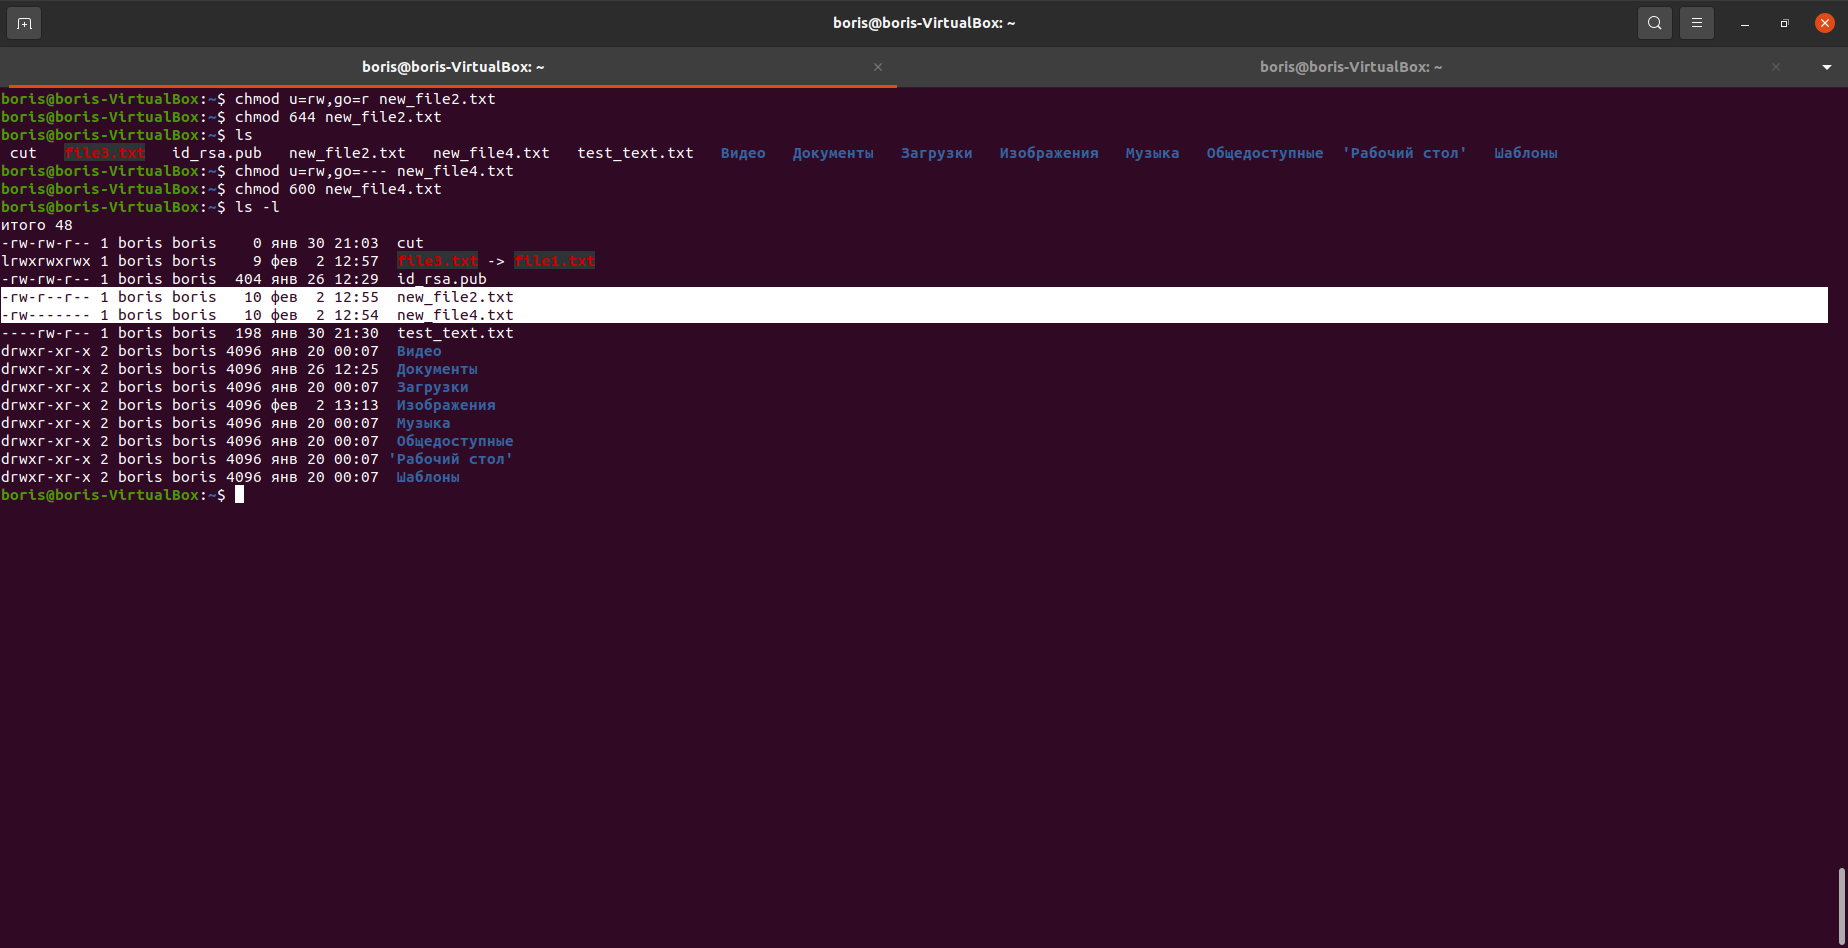 boris@boris-VirtualBox: ~
boris@boris-VirtualBox: ~ boris@boris-VirtualBox: ~
boris@boris-VirtualBox:~$ chmod u=rw,go=r new_file2.txt
boris@boris-VirtualBox:~$ chmod 644 new_file2.txt
boris@boris-VirtualBox:~$ ls
cut file3.txt id_rsa.pub new_file2.txt new_file4.txt test_text.txt Видео Документы Загрузки Изображения Музыка Общедоступные 'Рабочий стол' Шаблоны
boris@boris-VirtualBox:~$ chmod u=rw,go=--- new_file4.txt
boris@boris-VirtualBox:~$ chmod 600 new_file4.txt
boris@boris-VirtualBox:~$ ls -l
итого 48
-rw-rw-r-- 1 boris boris 0 янв 30 21:03 cut
lrwxrwxrwx 1 boris boris 9 фев 2 12:57 file3.txt -> file1.txt
-rw-rw-r-- 1 boris boris 404 янв 26 12:29 id_rsa.pub
-rw-r--r-- 1 boris boris 10 фев 2 12:55 new_file2.txt
-rw------- 1 boris boris 10 фев 2 12:54 new_file4.txt
----rw-r-- 1 boris boris 198 янв 30 21:30 test_text.txt
drwxr-xr-x 2 boris boris 4096 янв 20 00:07 Видео
drwxr-xr-x 2 boris boris 4096 янв 26 12:25 Документы
drwxr-xr-x 2 boris boris 4096 янв 20 00:07 Загрузки
drwxr-xr-x 2 boris boris 4096 фев 2 13:13 Изображения
drwxr-xr-x 2 boris boris 4096 янв 20 00:07 Музыка
drwxr-xr-x 2 boris boris 4096 янв 20 00:07 Общедоступные
drwxr-xr-x 2 boris boris 4096 янв 20 00:07 'Рабочий стол'
drwxr-xr-x 2 boris boris 4096 янв 20 00:07 Шаблоны
boris@boris-VirtualBox:~$